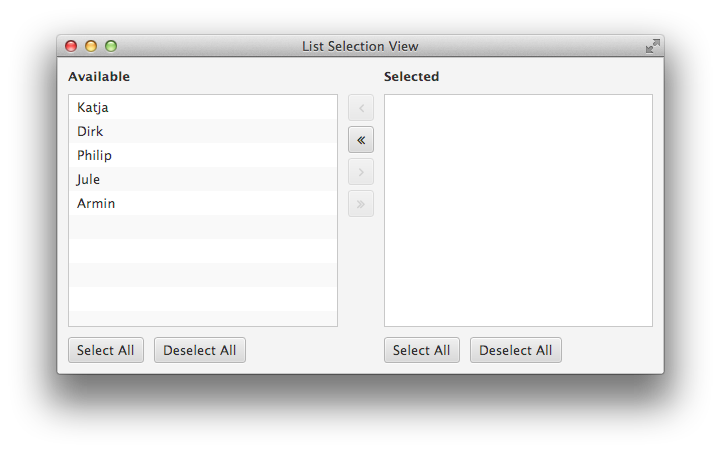 List Selection View
Available
Selected
Katja
Dirk
Philip
Jule
Armin
‹
«
›
»
Select All
Deselect All
Select All
Deselect All